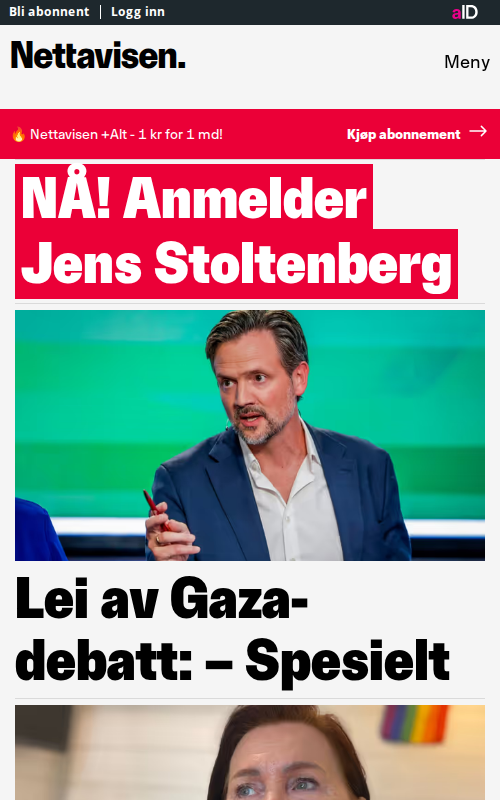 Bli abonnent | Logg inn
aID
Nettavisen.
Meny
🔥 Nettavisen +Alt - 1 kr for 1 md!
Kjøp abonnement →
NÅ! Anmelder
Jens Stoltenberg
Lei av Gaza-
debatt: – Spesielt